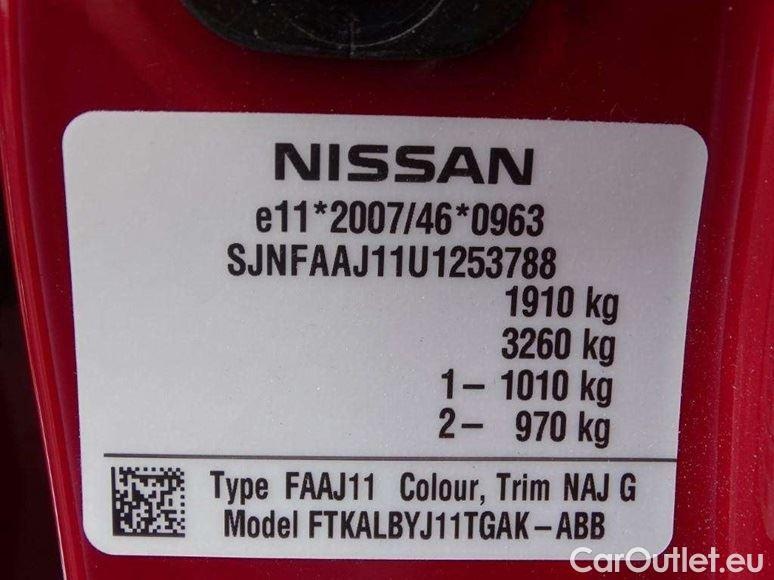 NISSAN
e11*2007/46*0963
SJNFAAJ11U1253788
1910 kg
3260 kg
1 – 1010 kg
2 – 970 kg
Type FAAJ11 Colour, Trim NAJ G
Model FTKALBYJ11TGAK – ABB
CarOutlet.eu